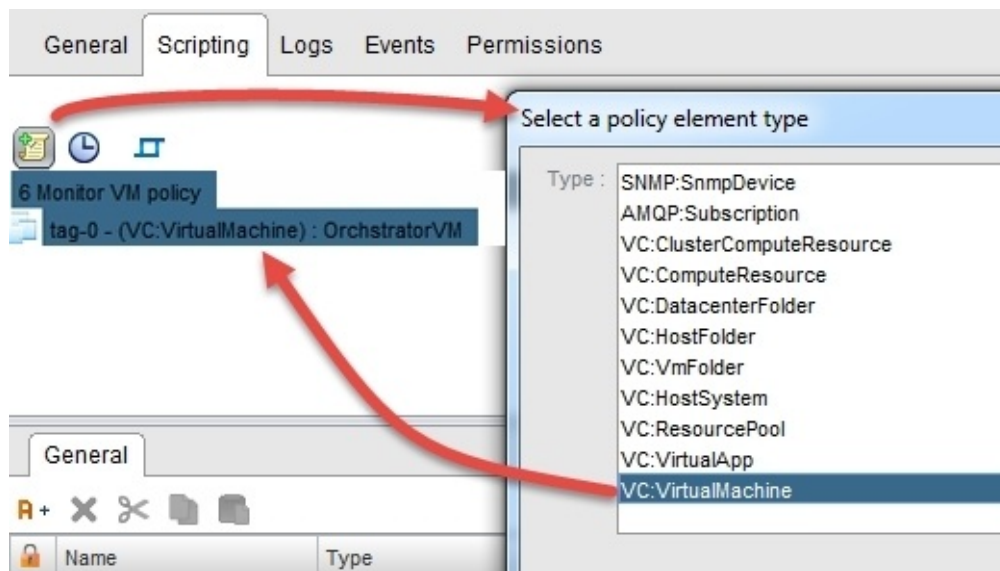 General Scripting Logs Events Permissions
Select a policy element type
Type :
SNMP:SnmpDevice
AMQP:Subscription
VC:ClusterComputeResource
VC:ComputeResource
VC:DatacenterFolder
VC:HostFolder
VC:VmFolder
VC:HostSystem
VC:ResourcePool
VC:VirtualApp
VC:VirtualMachine
6 Monitor VM policy
tag-0 - (VC:VirtualMachine) : OrchstratorVM
General
A+
Name Type